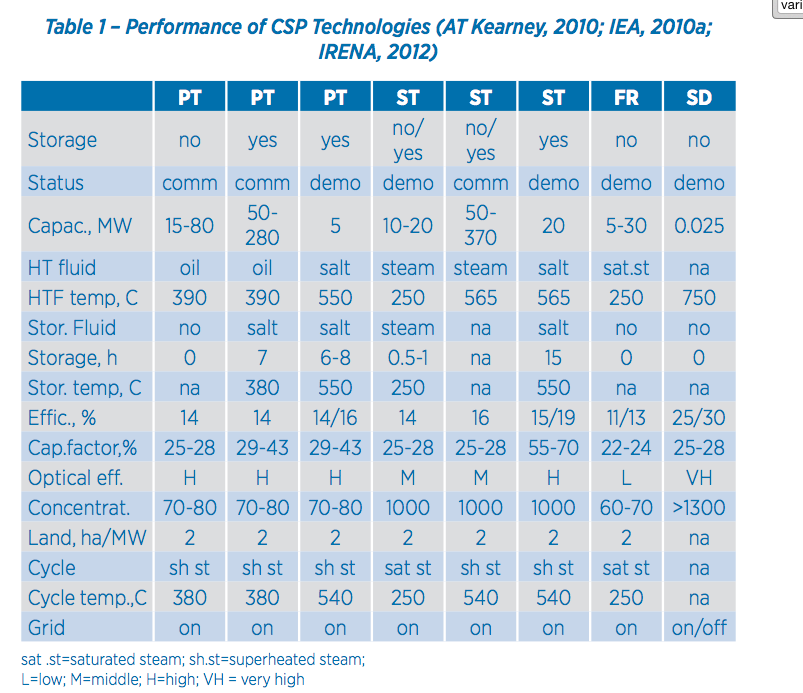 vari
Table 1 – Performance of CSP Technologies (AT Kearney, 2010; IEA, 2010a;
IRENA, 2012)
PT PT PT ST ST ST FR SD
Storage no yes yes no/yes no/yes yes no no
Status comm comm demo demo comm demo demo demo
Capac., MW 15-80 50-280 5 10-20 50-370 20 5-30 0.025
HT fluid oil oil salt steam steam salt sat.st na
HTF temp, C 390 390 550 250 565 565 250 750
Stor. Fluid no salt salt steam na salt no no
Storage, h 0 7 6-8 0.5-1 na 15 0 0
Stor. temp, C na 380 550 250 na 550 na na
Effic., % 14 14 14/16 14 16 15/19 11/13 25/30
Cap.factor,% 25-28 29-43 29-43 25-28 25-28 55-70 22-24 25-28
Optical eff. H H H M M H L VH
Concentrat. 70-80 70-80 70-80 1000 1000 1000 60-70 >1300
Land, ha/MW 2 2 2 2 2 2 2 na
Cycle sh st sh st sh st sat st sh st sh st sat st na
Cycle temp.,C 380 380 540 250 540 540 250 na
Grid on on on on on on on on/off
sat .st=saturated steam; sh.st=superheated steam;
L=low; M=middle; H=high; VH = very high